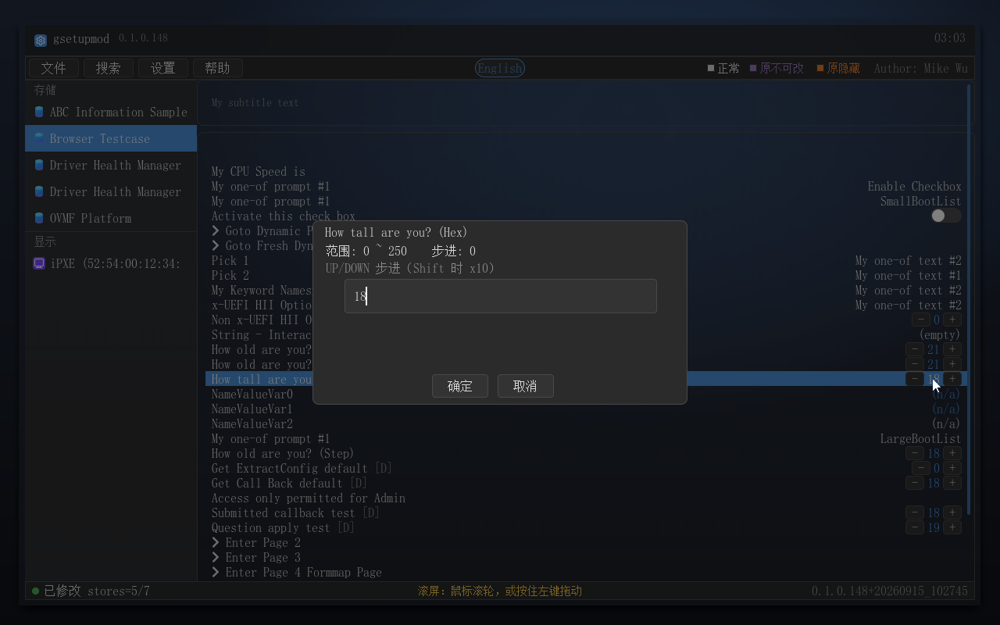 gsetupmod 0.1.0.148 03:03
文件 搜索 设置 帮助 English 正常 原不可改 原隐藏 Author: Mike Wu
存储
ABC Information Sample
Browser Testcase
Driver Health Manager
Driver Health Manager
OVMF Platform
显示
iPXE (52:54:00:12:34:
My subtitle text
My CPU Speed is
My one-of prompt #1 Enable Checkbox
My one-of prompt #1 SmallBootList
Activate this check box
Goto Dynamic P
Goto Fresh Dyn
Pick 1 My one-of text #2
Pick 2 My one-of text #1
My Keyword Names My one-of text #2
x-UEFI HII Optio My one-of text #2
Non x-UEFI HII O − 0 +
String - Interac (empty)
How old are you? − 21 +
How old are you? − 21 +
How tall are you − 18 +
NameValueVar0 (n/a)
NameValueVar1 (n/a)
NameValueVar2 (n/a)
My one-of prompt #1 LargeBootList
How old are you? (Step) − 18 +
Get ExtractConfig default [D] − 0 +
Get Call Back default [D] − 18 +
Access only permitted for Admin
Submitted callback test [D] − 18 +
Question apply test [D] − 19 +
Enter Page 2
Enter Page 3
Enter Page 4 Formmap Page
How tall are you? (Hex)
范围: 0 ~ 250 步进: 0
UP/DOWN 步进（Shift 时 x10）
18
确定 取消
已修改 stores=5/7 滚屏: 鼠标滚轮, 或按住左键拖动 0.1.0.148+20260915_102745